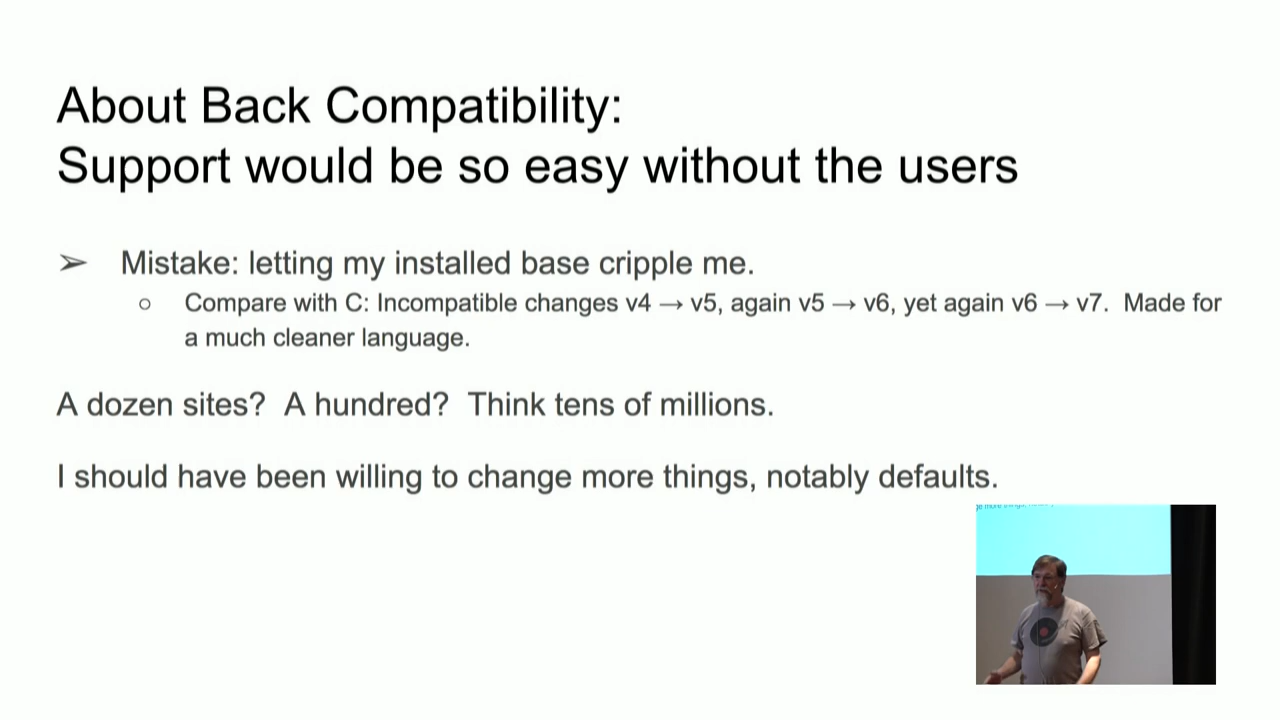 About Back Compatibility:
Support would be so easy without the users
➢ Mistake: letting my installed base cripple me.
○ Compare with C: Incompatible changes v4 → v5, again v5 → v6, yet again v6 → v7. Made for
a much cleaner language.
A dozen sites? A hundred? Think tens of millions.
I should have been willing to change more things, notably defaults.